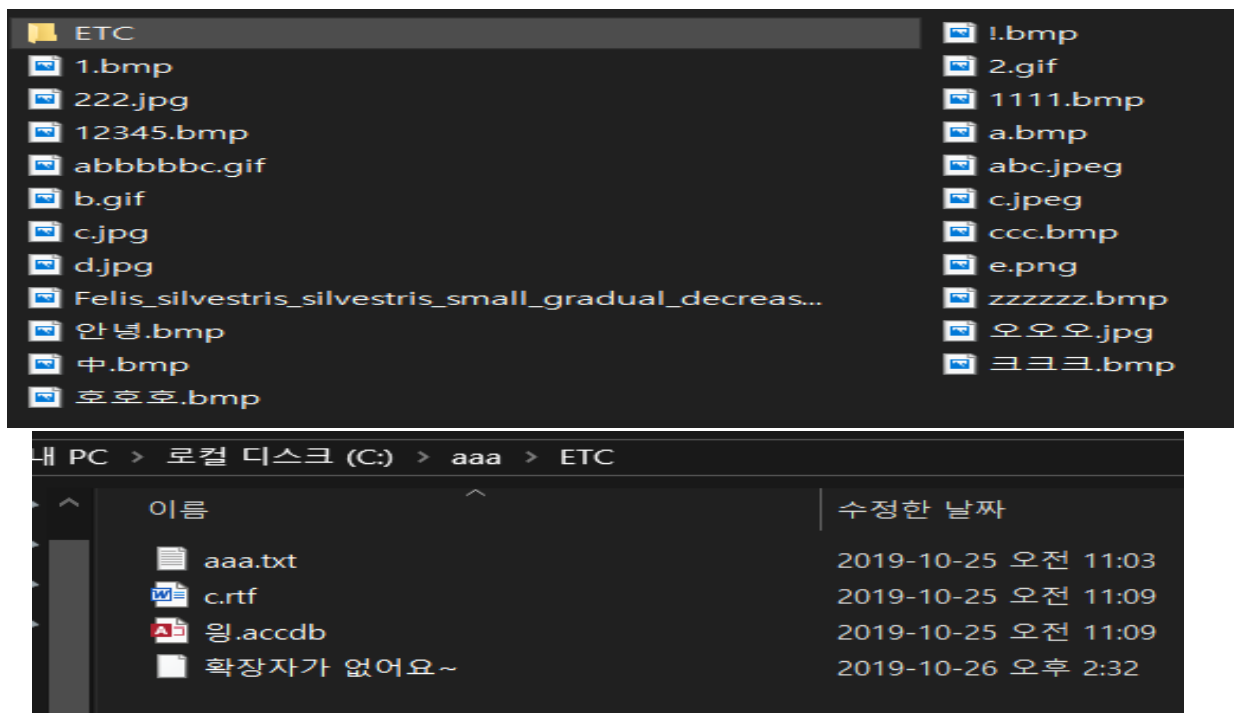 ETC !.bmp
1.bmp 2.gif
222.jpg 1111.bmp
12345.bmp a.bmp
abbbbbc.gif abc.jpeg
b.gif c.jpeg
c.jpg ccc.bmp
d.jpg e.png
Felis_silvestris_silvestris_small_gradual_decreas... zzzzzz.bmp
안녕.bmp 오오오.jpg
中.bmp 크크크.bmp
호호호.bmp
내 PC > 로컬 디스크 (C:) > aaa > ETC
이름 수정한 날짜
aaa.txt 2019-10-25 오전 11:03
c.rtf 2019-10-25 오전 11:09
윙.accdb 2019-10-25 오전 11:09
확장자가 없어요~ 2019-10-26 오후 2:32